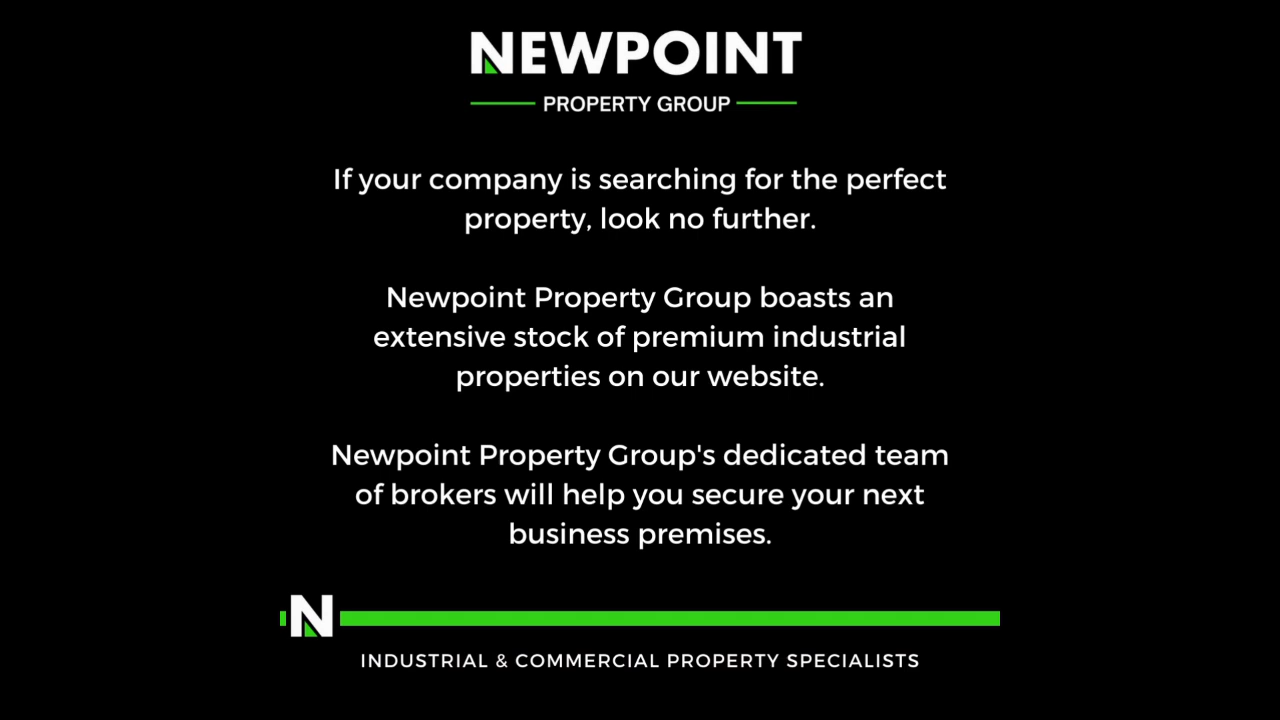 NEWPOINT
PROPERTY GROUP
If your company is searching for the perfect
property, look no further.
Newpoint Property Group boasts an
extensive stock of premium industrial
properties on our website.
Newpoint Property Group's dedicated team
of brokers will help you secure your next
business premises.
N
INDUSTRIAL & COMMERCIAL PROPERTY SPECIALISTS